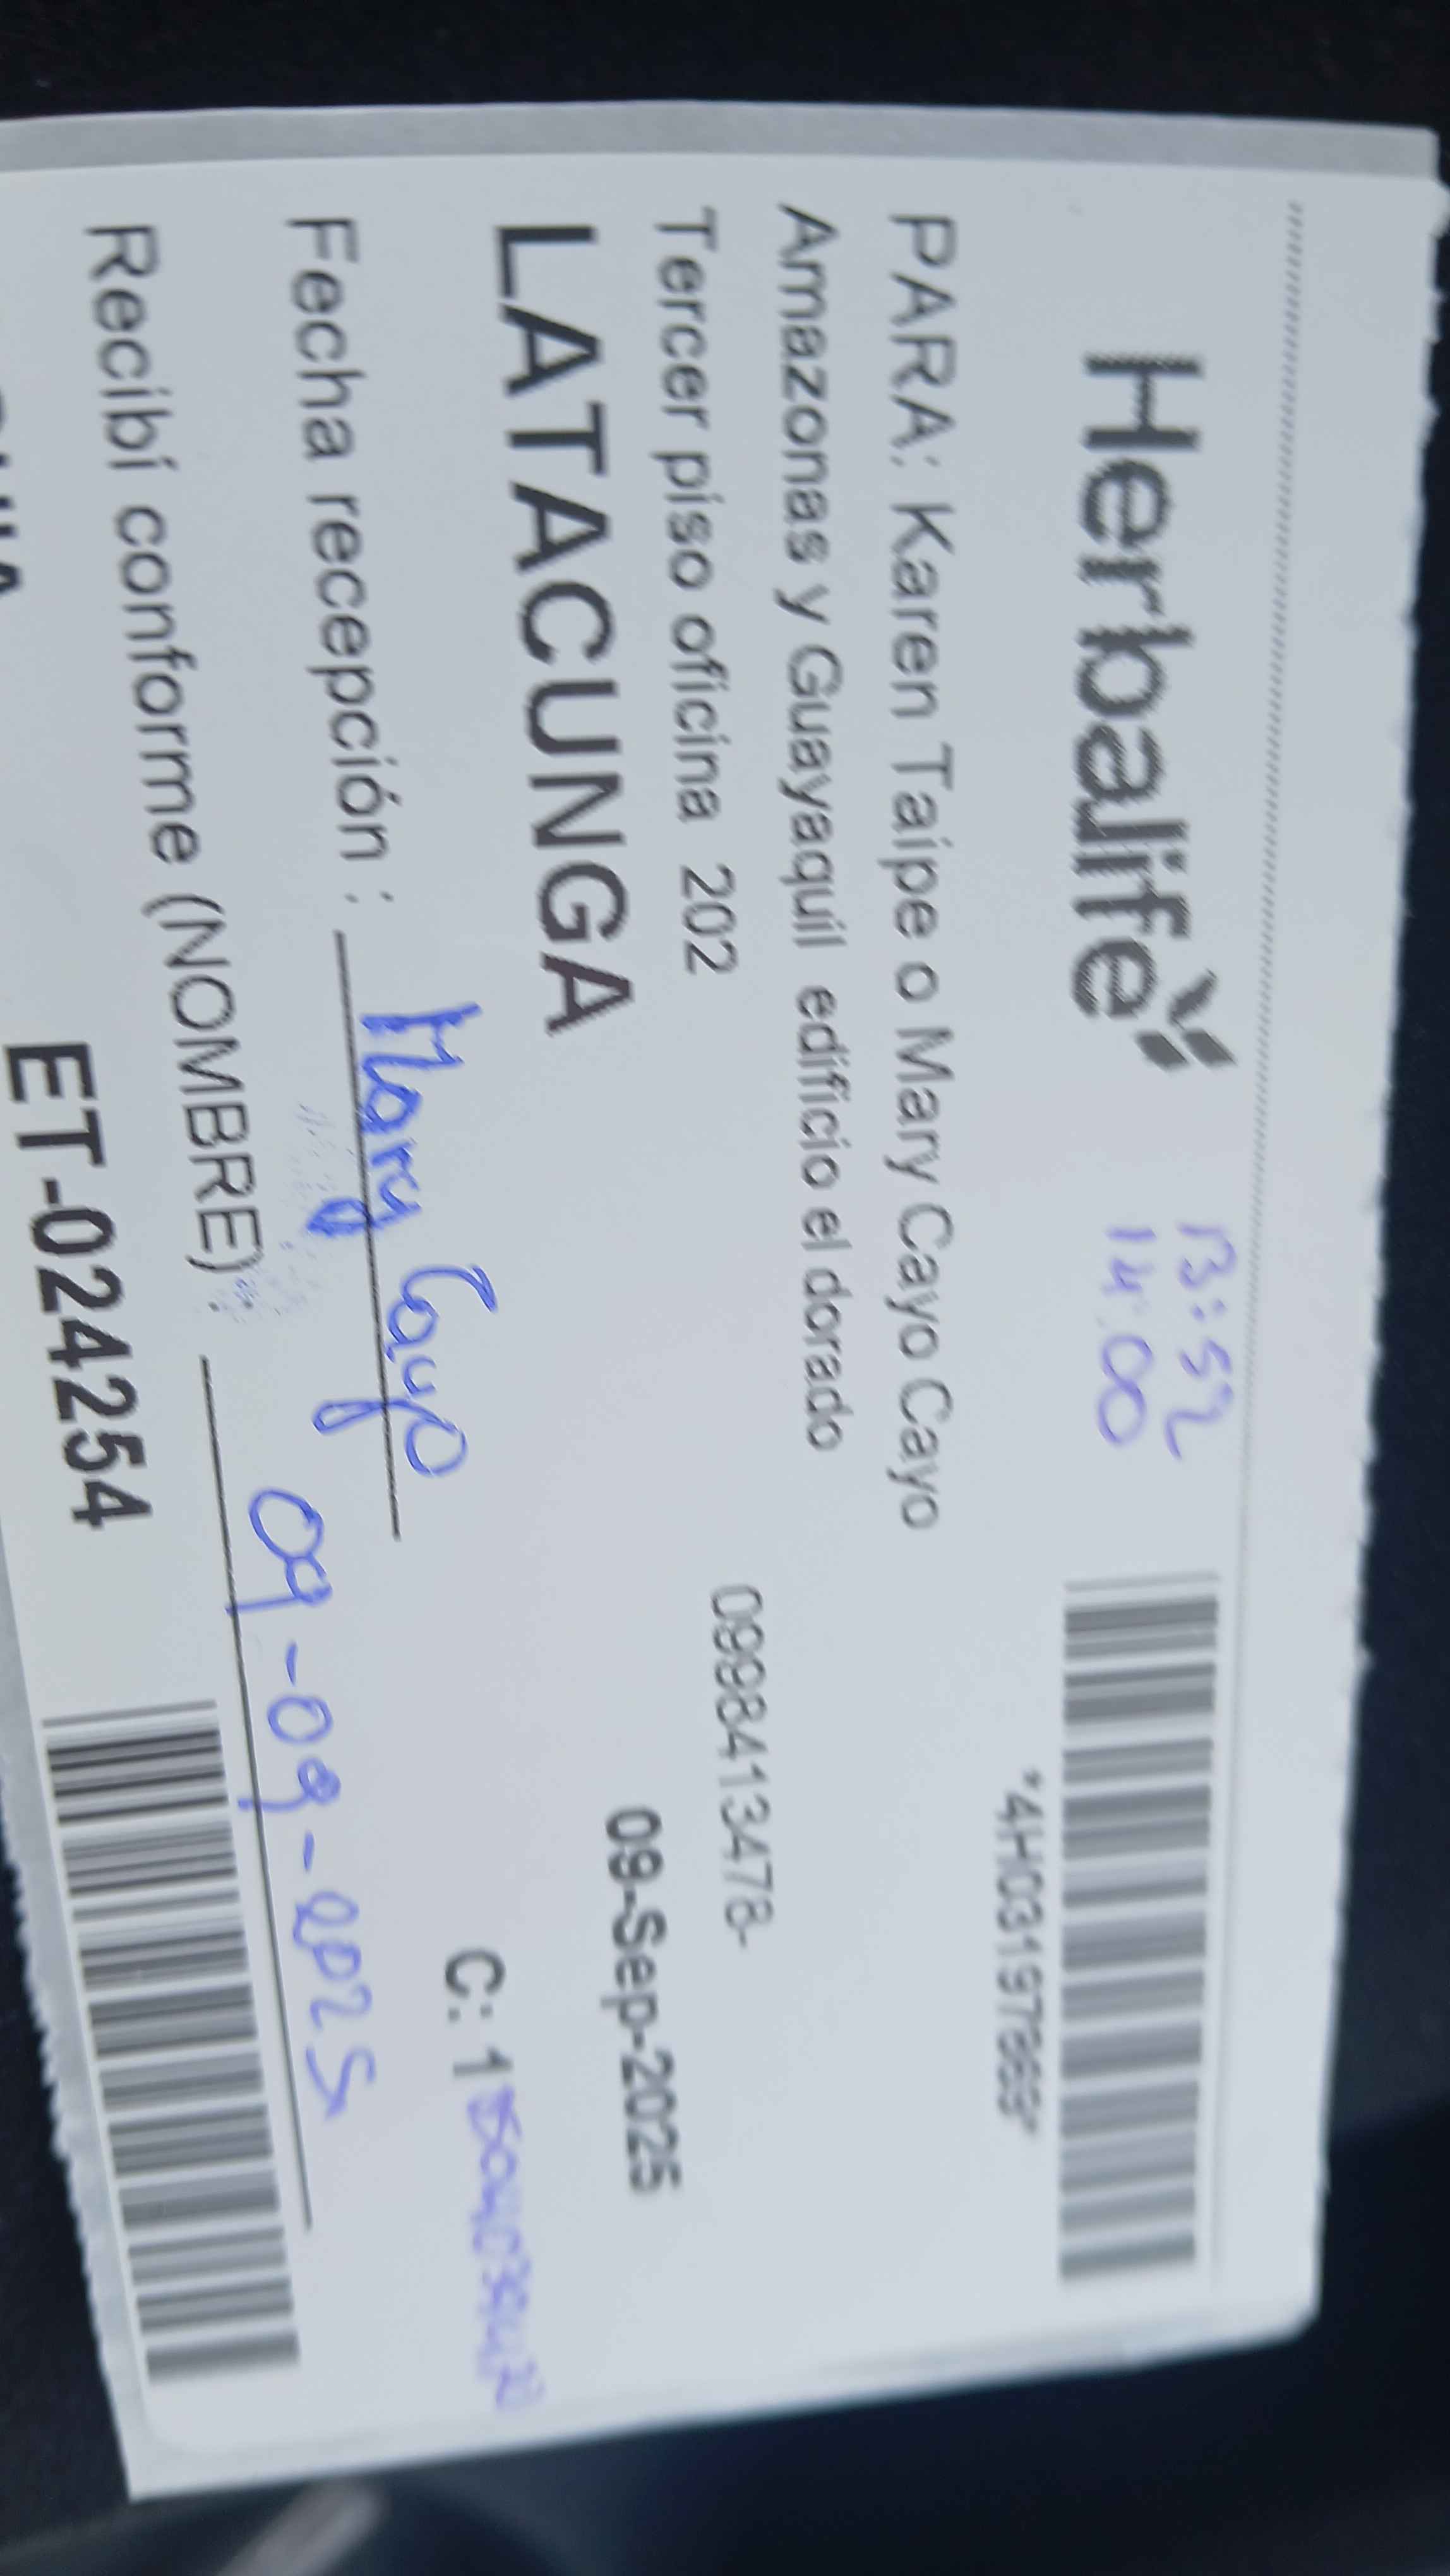 Herbalife
13:52
14:00
*4H03197869*
PARA: Karen Taipe o Mary Cayo Cayo
Amazonas y Guayaquil edificio el dorado
Tercer piso oficina 202
0998413478-
LATACUNGA
09-Sep-2025
Fecha recepción : Mary Cayo
C: 1
Recibí conforme (NOMBRE) 09-09-2025
ET-024254